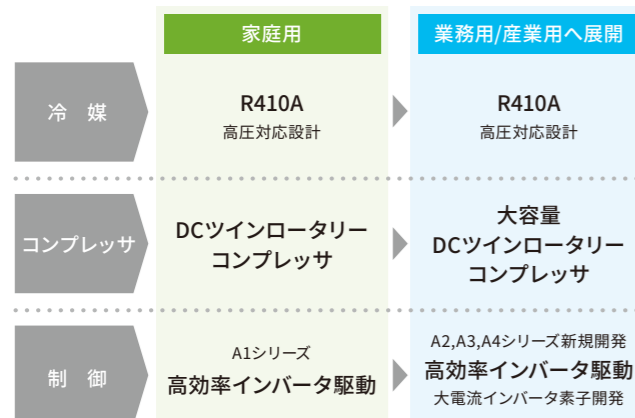 家庭用
業務用/産業用へ展開
冷 媒
R410A
高圧対応設計
R410A
高圧対応設計
コンプレッサ
DCツインロータリー
コンプレッサ
大容量
DCツインロータリー
コンプレッサ
制 御
A1シリーズ
高効率インバータ駆動
A2,A3,A4シリーズ新規開発
高効率インバータ駆動
大電流インバータ素子開発